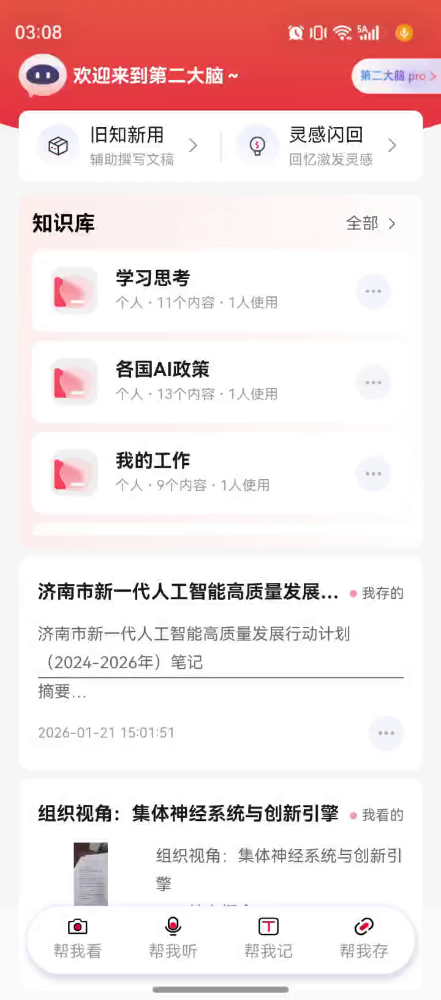 03:08
5A
欢迎来到第二大脑~
第二大脑 pro >
旧知新用
辅助撰写文稿
灵感闪回
回忆激发灵感
知识库
全部 >
学习思考
个人 · 11个内容 · 1人使用
各国AI政策
个人 · 13个内容 · 1人使用
我的工作
个人 · 9个内容 · 1人使用
济南市新一代人工智能高质量发展...
我存的
济南市新一代人工智能高质量发展行动计划
（2024-2026年）笔记
摘要...
2026-01-21 15:01:51
组织视角：集体神经系统与创新引擎
我看的
组织视角：集体神经系统与创新引
擎
帮我看
帮我听
帮我记
帮我存